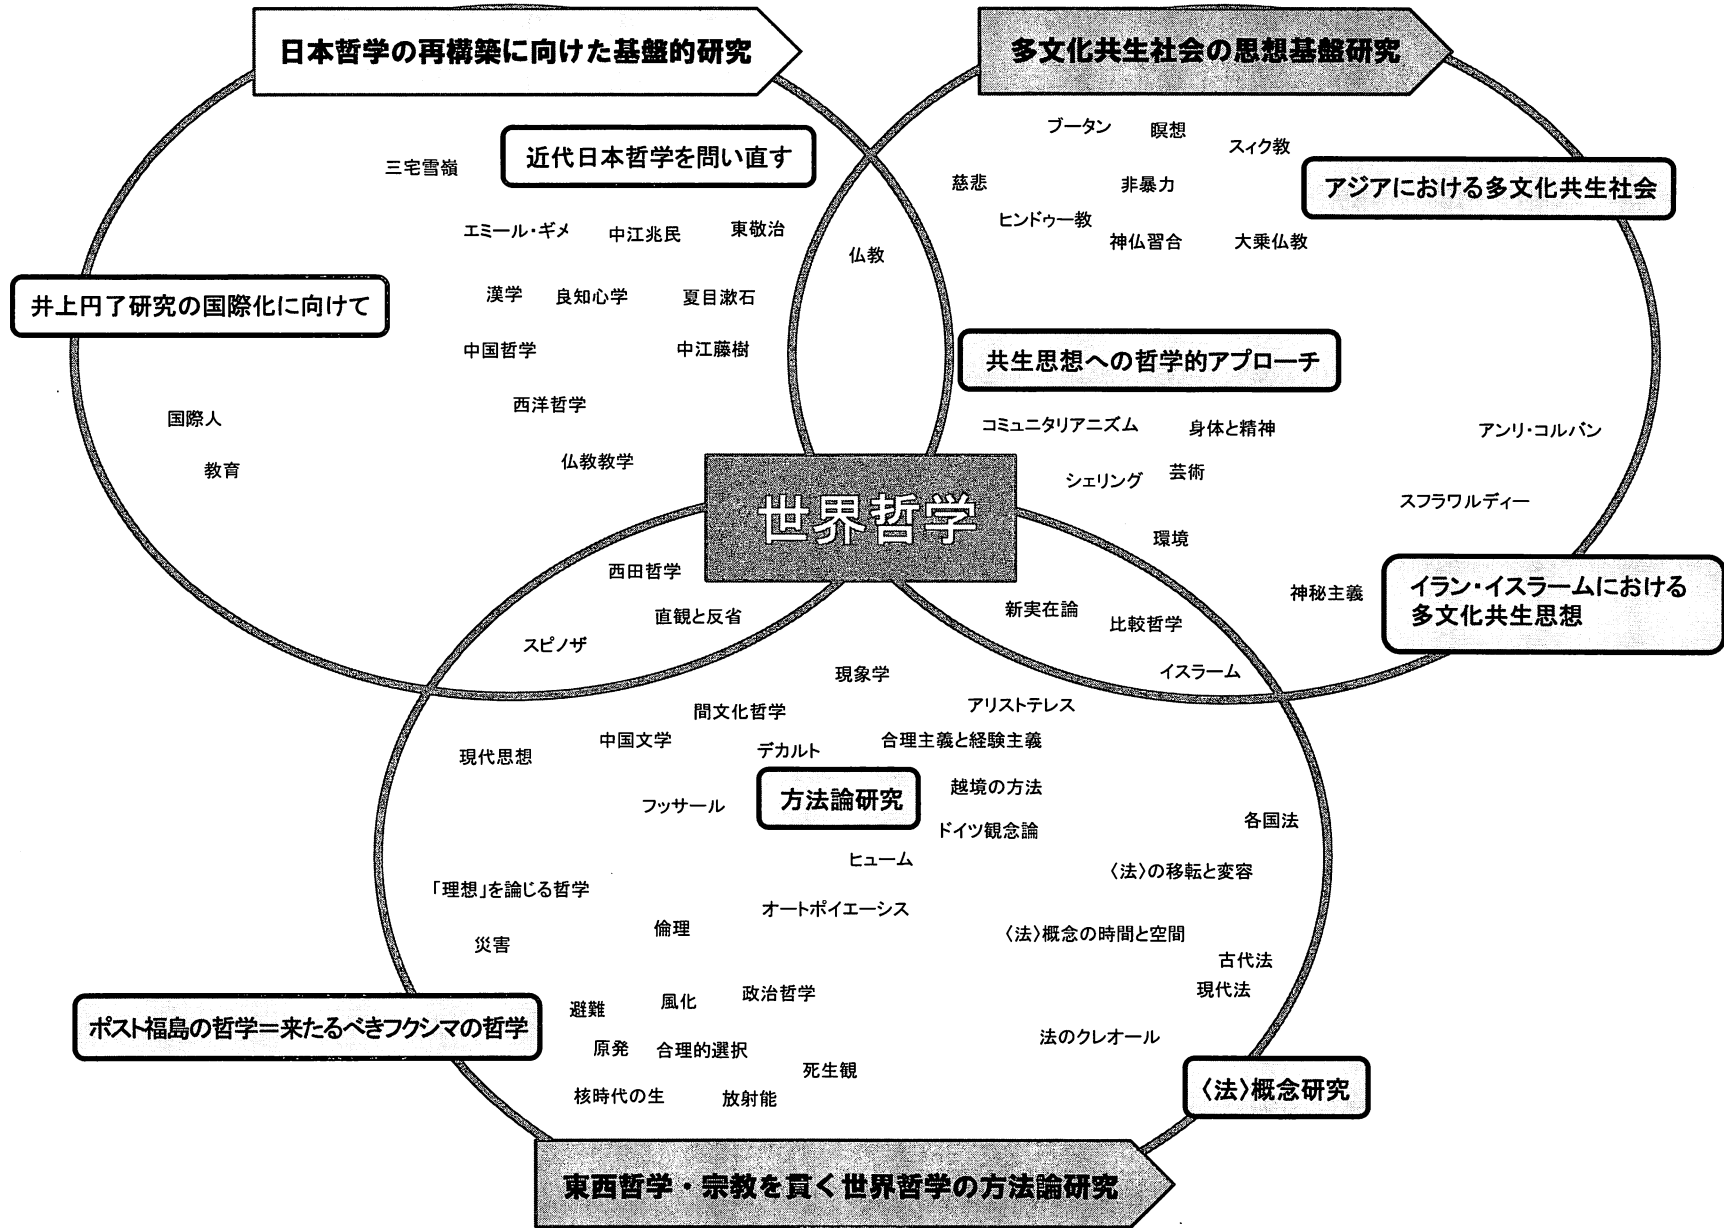 日本哲学の再構築に向けた基盤的研究
多文化共生社会の思想基盤研究
近代日本哲学を問い直す
三宅雪嶺
エミール・ギメ
中江兆民
東敬治
井上円了研究の国際化に向けて
漢学
良知心学
夏目漱石
中国哲学
中江藤樹
西洋哲学
国際人
教育
仏教教学
仏教
ブータン
瞑想
スィク教
アジアにおける多文化共生社会
慈悲
非暴力
ヒンドゥー教
神仏習合
大乗仏教
共生思想への哲学的アプローチ
コミュニタリアニズム
身体と精神
アンリ・コルバン
シェリング
芸術
スフラワルディー
環境
神秘主義
イラン・イスラームにおける
多文化共生思想
世界哲学
西田哲学
直観と反省
スピノザ
新実在論
比較哲学
イスラーム
現象学
アリストテレス
間文化哲学
中国文学
現代思想
デカルト
合理主義と経験主義
方法論研究
越境の方法
フッサール
ドイツ観念論
各国法
ヒューム
〈法〉の移転と変容
「理想」を論じる哲学
オートポイエーシス
倫理
災害
〈法〉概念の時間と空間
古代法
現代法
ポスト福島の哲学＝来たるべきフクシマの哲学
避難
風化
政治哲学
法のクレオール
原発
合理的選択
死生観
核時代の生
放射能
〈法〉概念研究
東西哲学・宗教を貫く世界哲学の方法論研究